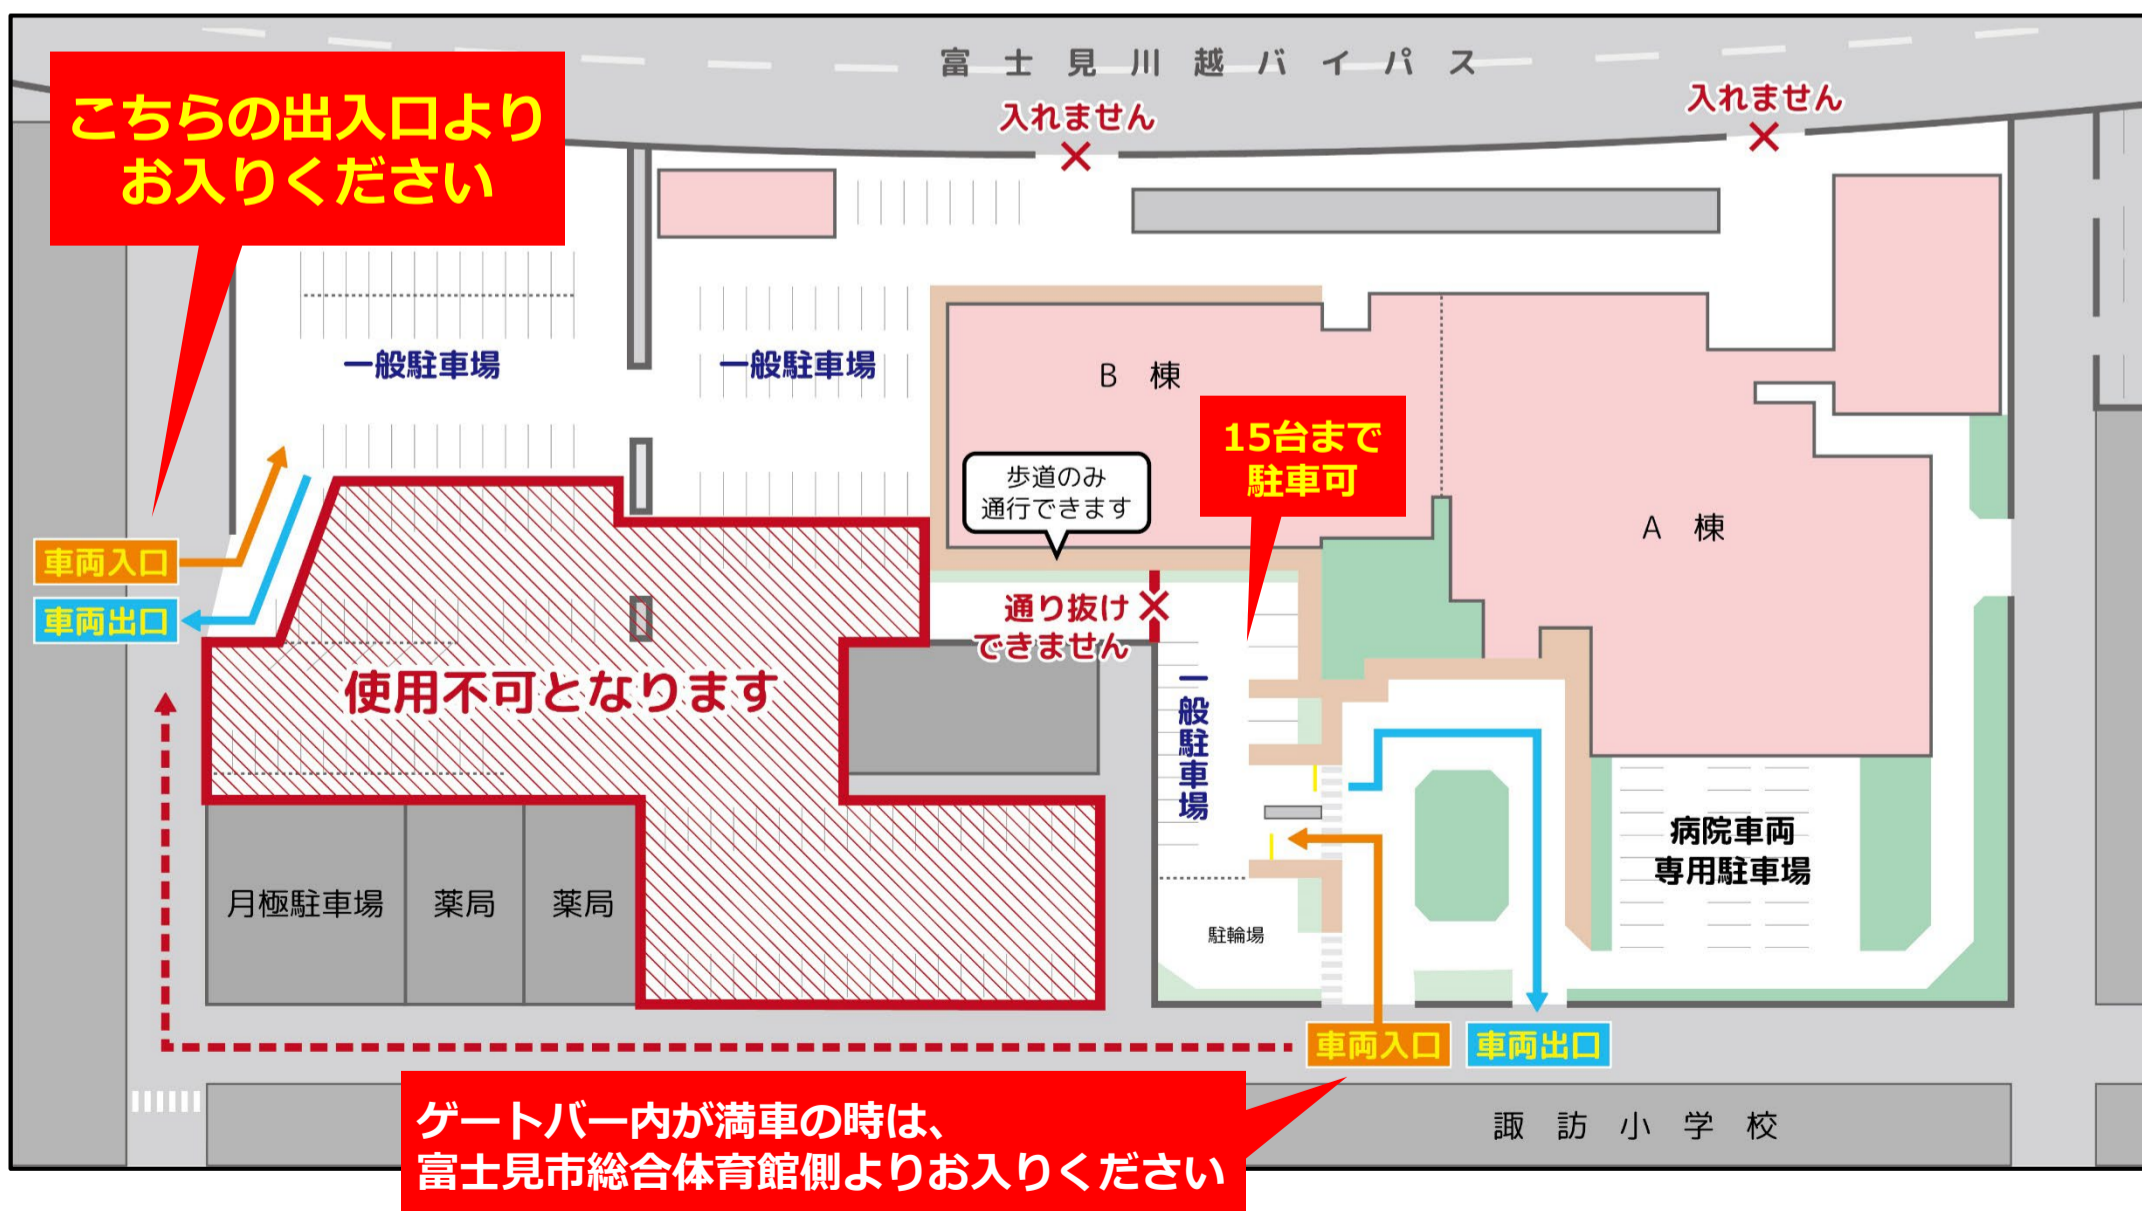 富士見川越バイパス
こちらの出入口より
お入りください
入れません
入れません
一般駐車場
一般駐車場
B 棟
15台まで
駐車可
歩道のみ
通行できます
A 棟
車両入口
車両出口
通り抜け
できません
使用不可となります
一般駐車場
病院車両
専用駐車場
月極駐車場
薬局
薬局
駐輪場
車両入口
車両出口
ゲートバー内が満車の時は、
富士見市総合体育館側よりお入りください
諏訪小学校